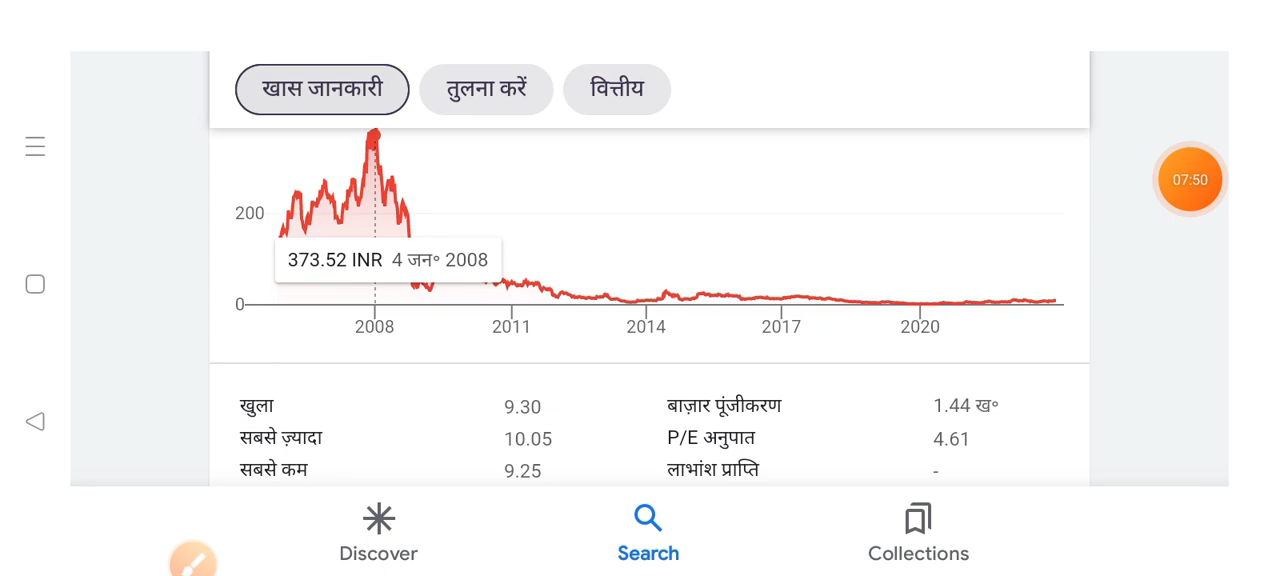 खास जानकारी तुलना करें वित्तीय
07:50
200
373.52 INR 4 जन॰ 2008
0
2008 2011 2014 2017 2020
खुला 9.30 बाज़ार पूंजीकरण 1.44 ख॰
सबसे ज़्यादा 10.05 P/E अनुपात 4.61
सबसे कम 9.25 लाभांश प्राप्ति -
Discover Search Collections